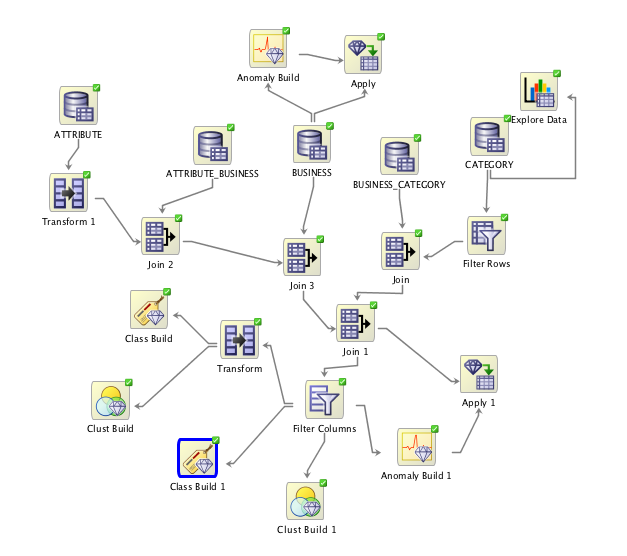 Anomaly Build
Apply
Explore Data
ATTRIBUTE
ATTRIBUTE_BUSINESS
BUSINESS
BUSINESS_CATEGORY
CATEGORY
Transform 1
Join 2
Join 3
Join
Filter Rows
Class Build
Transform
Join 1
Clust Build
Filter Columns
Apply 1
Class Build 1
Anomaly Build 1
Clust Build 1